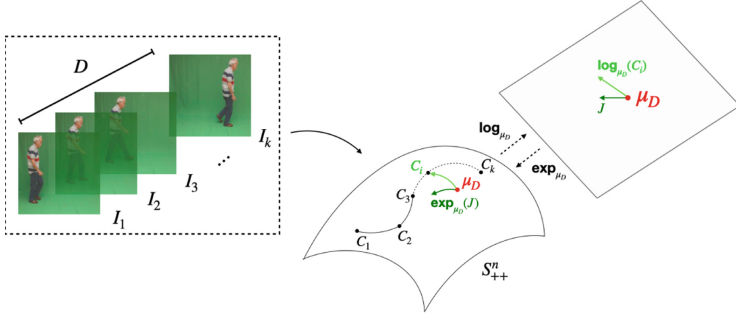 D
I_1
I_2
I_3
...
I_k
log_{μ_D}
exp_{μ_D}
C_1
C_2
C_3
C_i
C_k
μ_D
exp_{μ_D}(J)
S^n_{++}
log_{μ_D}(C_i)
J
μ_D